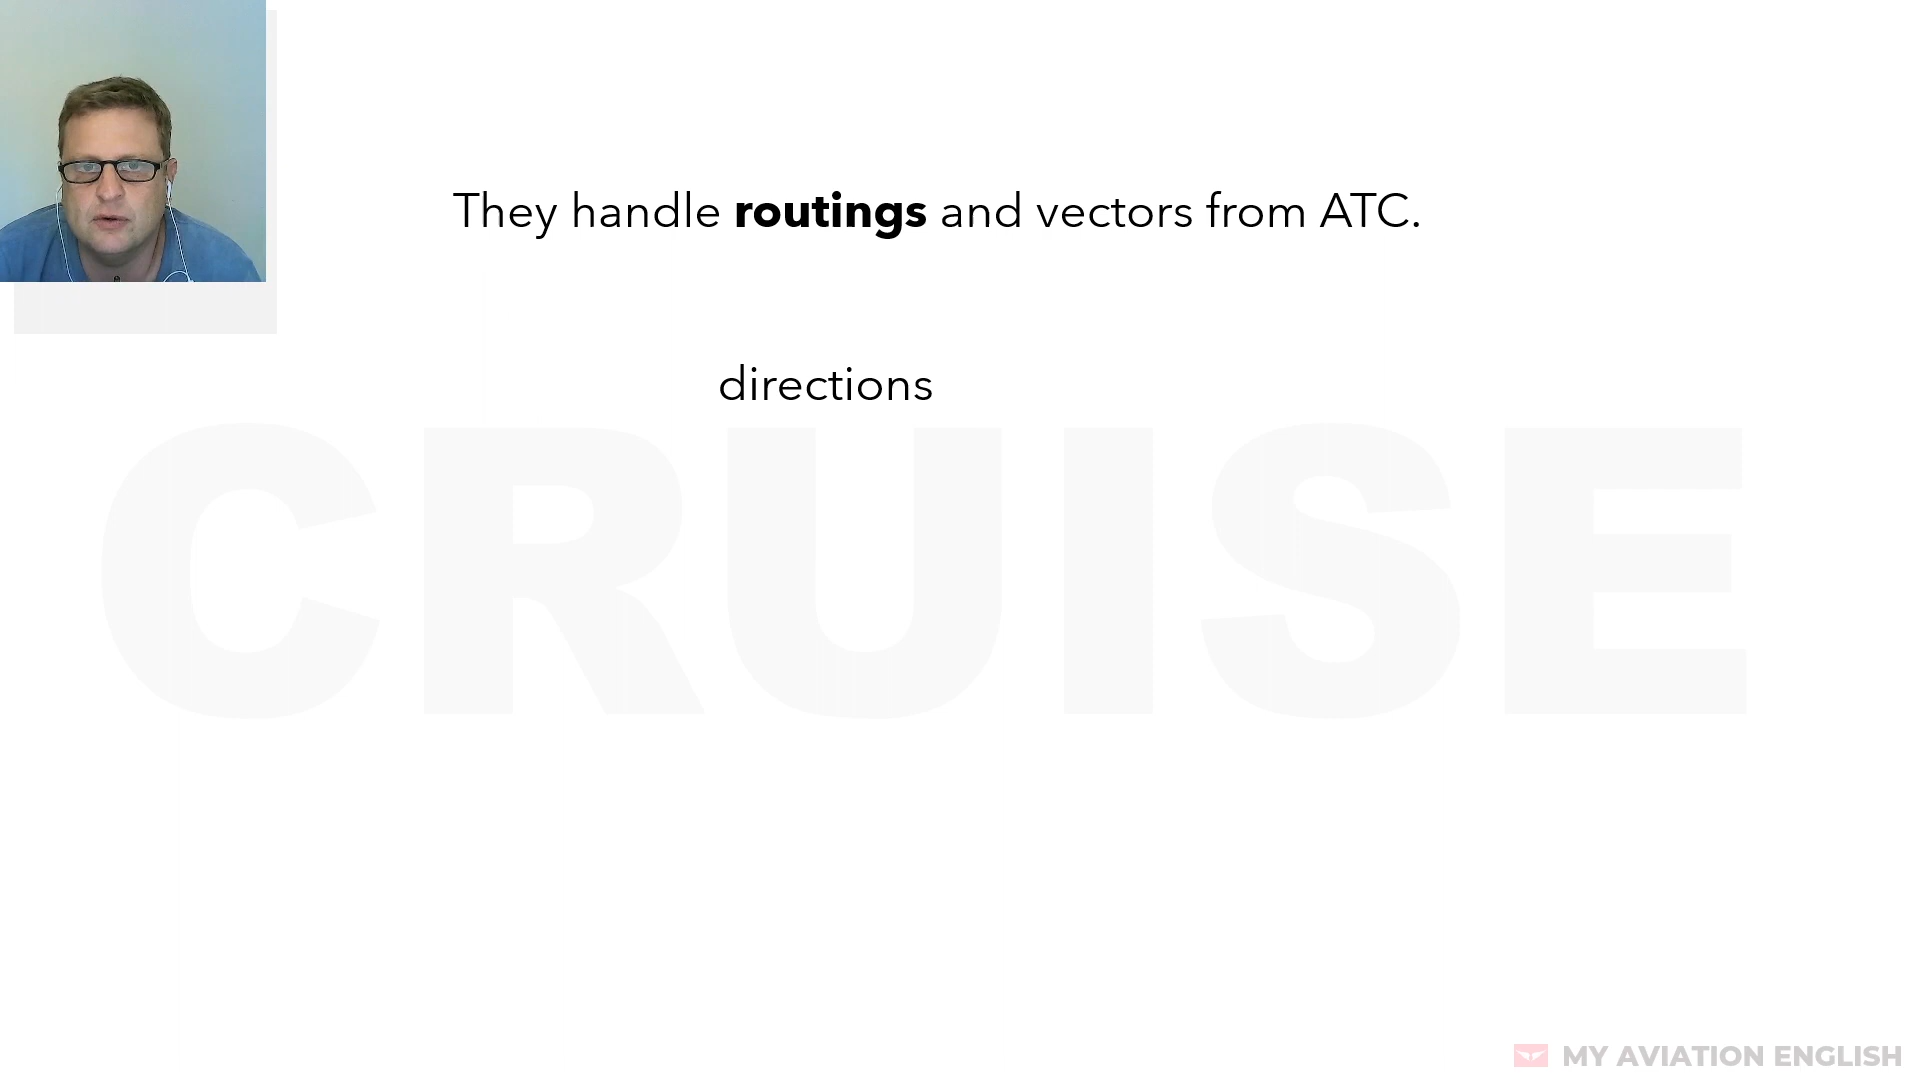 They handle routings and vectors from ATC.
directions
CRUISE
MY AVIATION ENGLISH